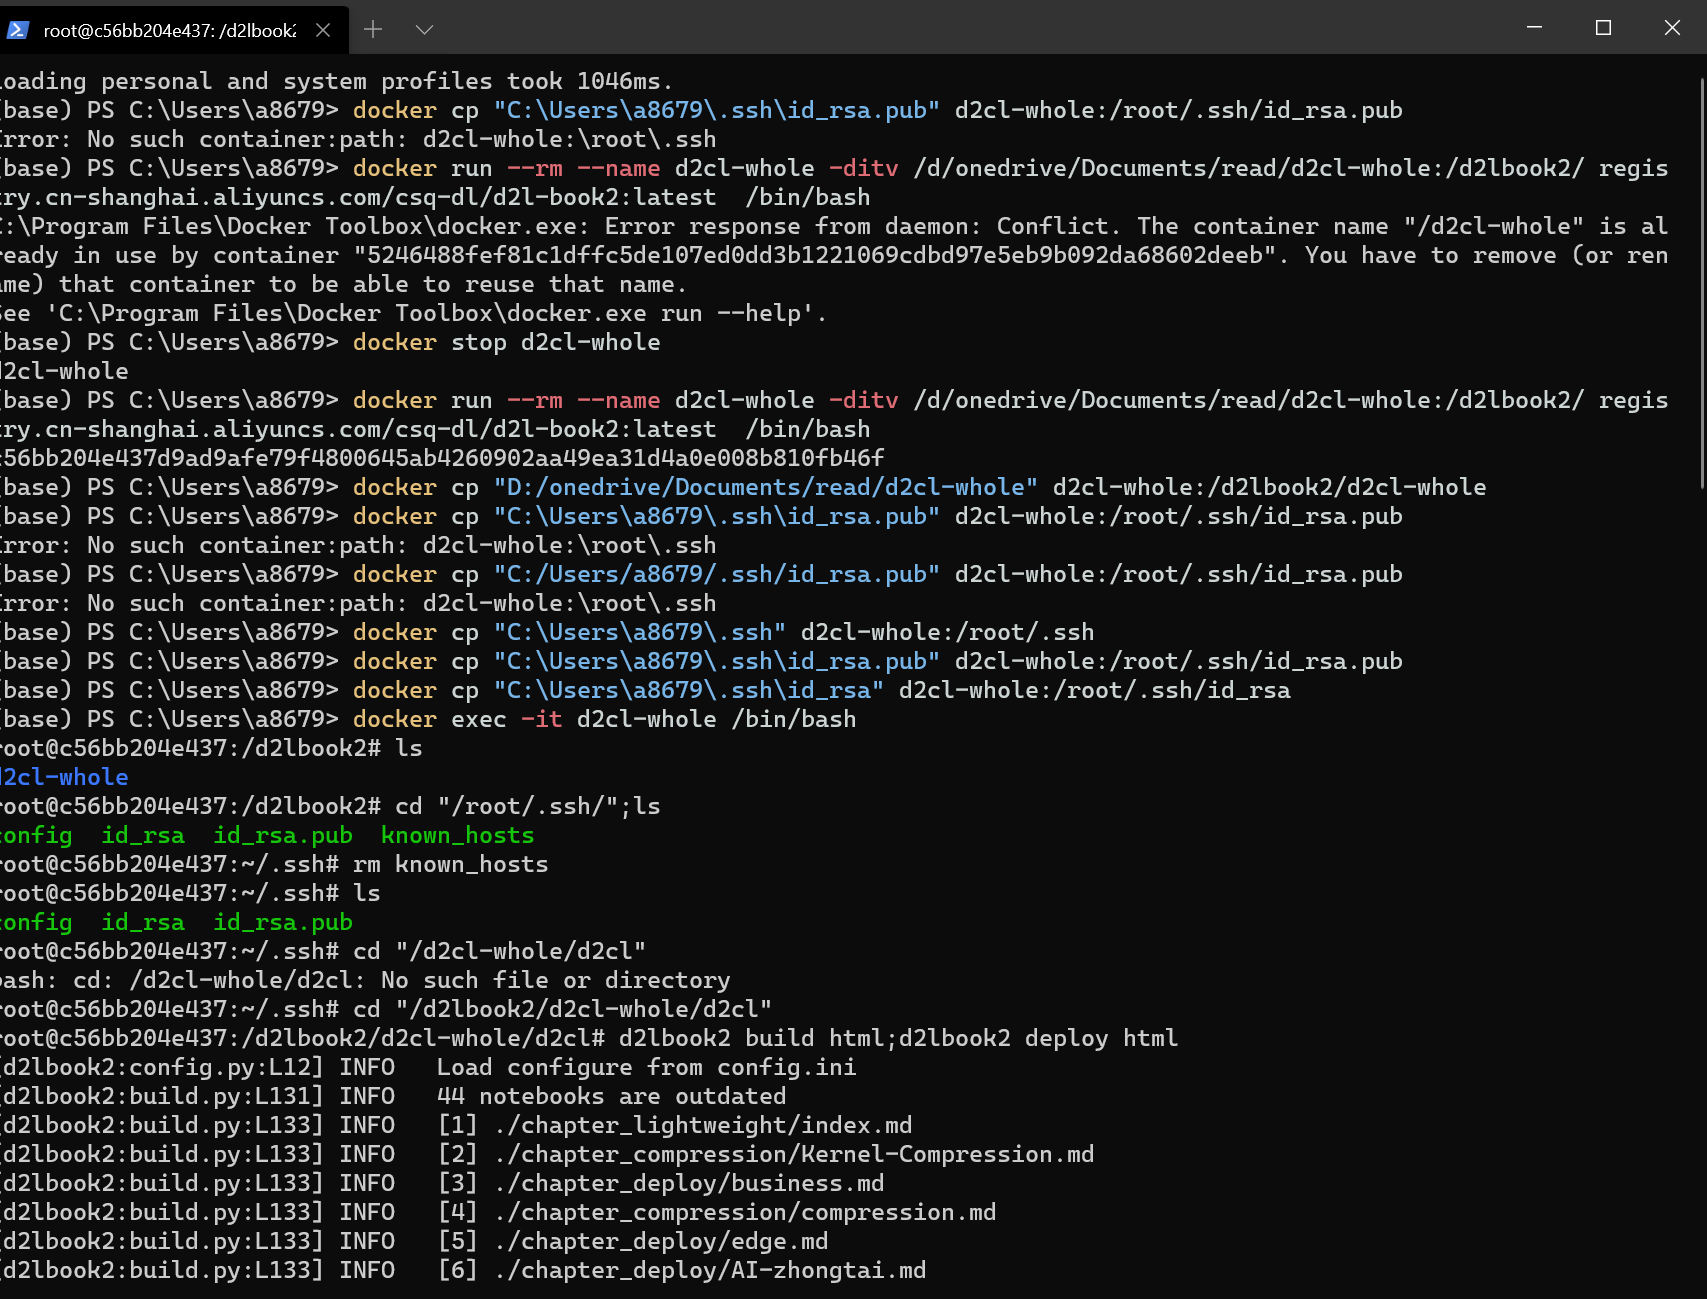 root@c56bb204e437: /d2lbook2
oading personal and system profiles took 1046ms.
base) PS C:\Users\a8679> docker cp "C:\Users\a8679\.ssh\id_rsa.pub" d2cl-whole:/root/.ssh/id_rsa.pub
rror: No such container:path: d2cl-whole:\root\.ssh
base) PS C:\Users\a8679> docker run --rm --name d2cl-whole -ditv /d/onedrive/Documents/read/d2cl-whole:/d2lbook2/ regis
try.cn-shanghai.aliyuncs.com/csq-dl/d2l-book2:latest  /bin/bash
C:\Program Files\Docker Toolbox\docker.exe: Error response from daemon: Conflict. The container name "/d2cl-whole" is al
ready in use by container "5246488fef81c1dffc5de107ed0dd3b1221069cdbd97e5eb9b092da68602deeb". You have to remove (or ren
ame) that container to be able to reuse that name.
See 'C:\Program Files\Docker Toolbox\docker.exe run --help'.
base) PS C:\Users\a8679> docker stop d2cl-whole
d2cl-whole
base) PS C:\Users\a8679> docker run --rm --name d2cl-whole -ditv /d/onedrive/Documents/read/d2cl-whole:/d2lbook2/ regis
try.cn-shanghai.aliyuncs.com/csq-dl/d2l-book2:latest  /bin/bash
c56bb204e437d9ad9afe79f4800645ab4260902aa49ea31d4a0e008b810fb46f
base) PS C:\Users\a8679> docker cp "D:/onedrive/Documents/read/d2cl-whole" d2cl-whole:/d2lbook2/d2cl-whole
base) PS C:\Users\a8679> docker cp "C:\Users\a8679\.ssh\id_rsa.pub" d2cl-whole:/root/.ssh/id_rsa.pub
rror: No such container:path: d2cl-whole:\root\.ssh
base) PS C:\Users\a8679> docker cp "C:/Users/a8679/.ssh/id_rsa.pub" d2cl-whole:/root/.ssh/id_rsa.pub
rror: No such container:path: d2cl-whole:\root\.ssh
base) PS C:\Users\a8679> docker cp "C:\Users\a8679\.ssh" d2cl-whole:/root/.ssh
base) PS C:\Users\a8679> docker cp "C:\Users\a8679\.ssh\id_rsa.pub" d2cl-whole:/root/.ssh/id_rsa.pub
base) PS C:\Users\a8679> docker cp "C:\Users\a8679\.ssh\id_rsa" d2cl-whole:/root/.ssh/id_rsa
base) PS C:\Users\a8679> docker exec -it d2cl-whole /bin/bash
root@c56bb204e437:/d2lbook2# ls
d2cl-whole
root@c56bb204e437:/d2lbook2# cd "/root/.ssh/";ls
config  id_rsa  id_rsa.pub  known_hosts
root@c56bb204e437:~/.ssh# rm known_hosts
root@c56bb204e437:~/.ssh# ls
config  id_rsa  id_rsa.pub
root@c56bb204e437:~/.ssh# cd "/d2cl-whole/d2cl"
bash: cd: /d2cl-whole/d2cl: No such file or directory
root@c56bb204e437:~/.ssh# cd "/d2lbook2/d2cl-whole/d2cl"
root@c56bb204e437:/d2lbook2/d2cl-whole/d2cl# d2lbook2 build html;d2lbook2 deploy html
[d2lbook2:config.py:L12] INFO   Load configure from config.ini
[d2lbook2:build.py:L131] INFO   44 notebooks are outdated
[d2lbook2:build.py:L133] INFO   [1] ./chapter_lightweight/index.md
[d2lbook2:build.py:L133] INFO   [2] ./chapter_compression/Kernel-Compression.md
[d2lbook2:build.py:L133] INFO   [3] ./chapter_deploy/business.md
[d2lbook2:build.py:L133] INFO   [4] ./chapter_compression/compression.md
[d2lbook2:build.py:L133] INFO   [5] ./chapter_deploy/edge.md
[d2lbook2:build.py:L133] INFO   [6] ./chapter_deploy/AI-zhongtai.md